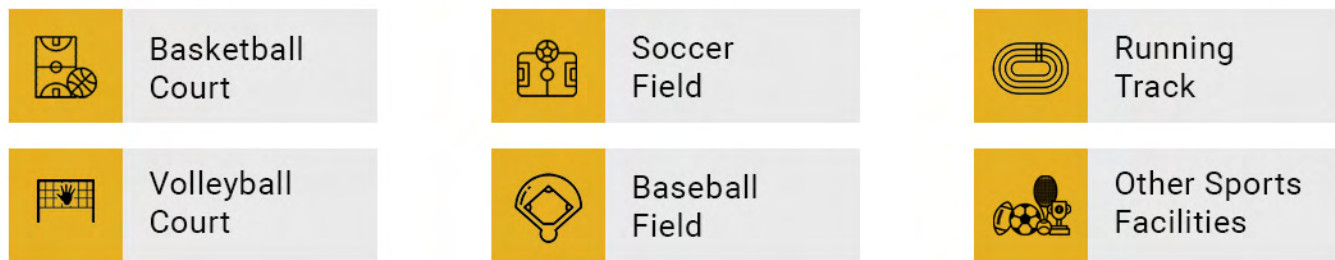 Basketball
Court
Soccer
Field
Running
Track
Volleyball
Court
Baseball
Field
Other Sports
Facilities